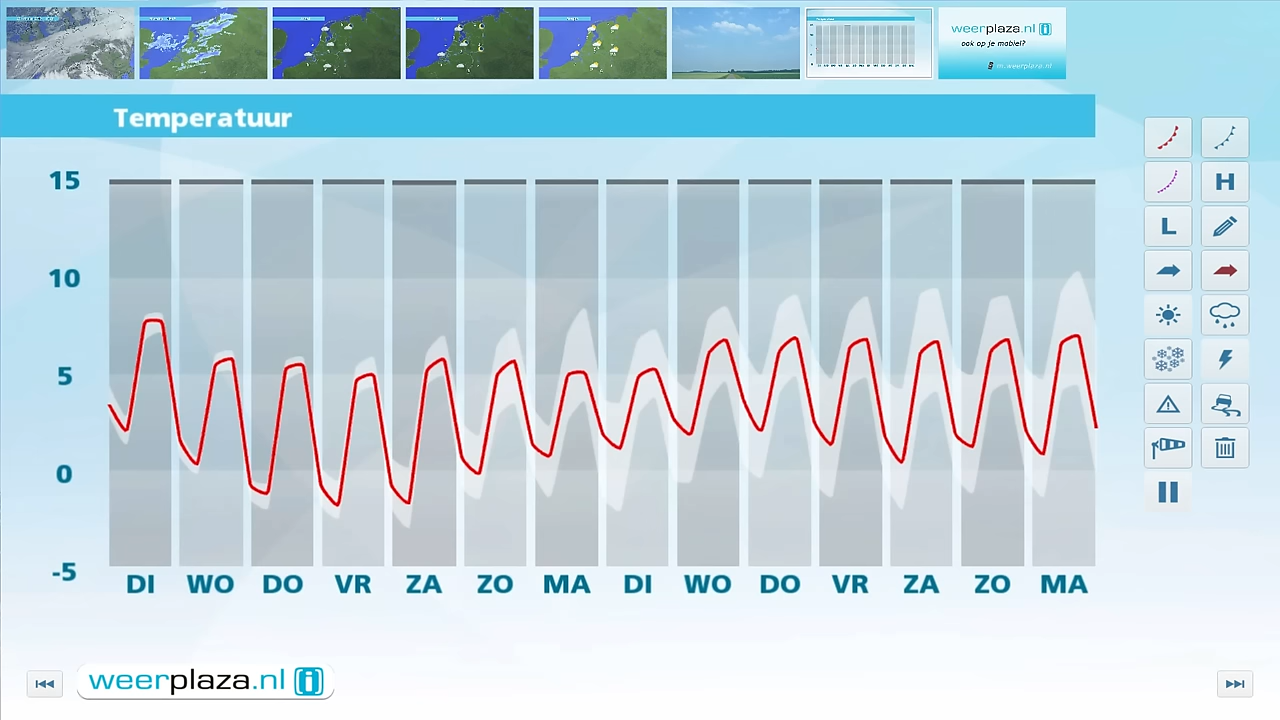 weerplaza.nl i
ook op je mobiel?
m.weerplaza.nl
Temperatuur
15
10
5
0
-5
DI WO DO VR ZA ZO MA DI WO DO VR ZA ZO MA
H
L
weerplaza.nl i